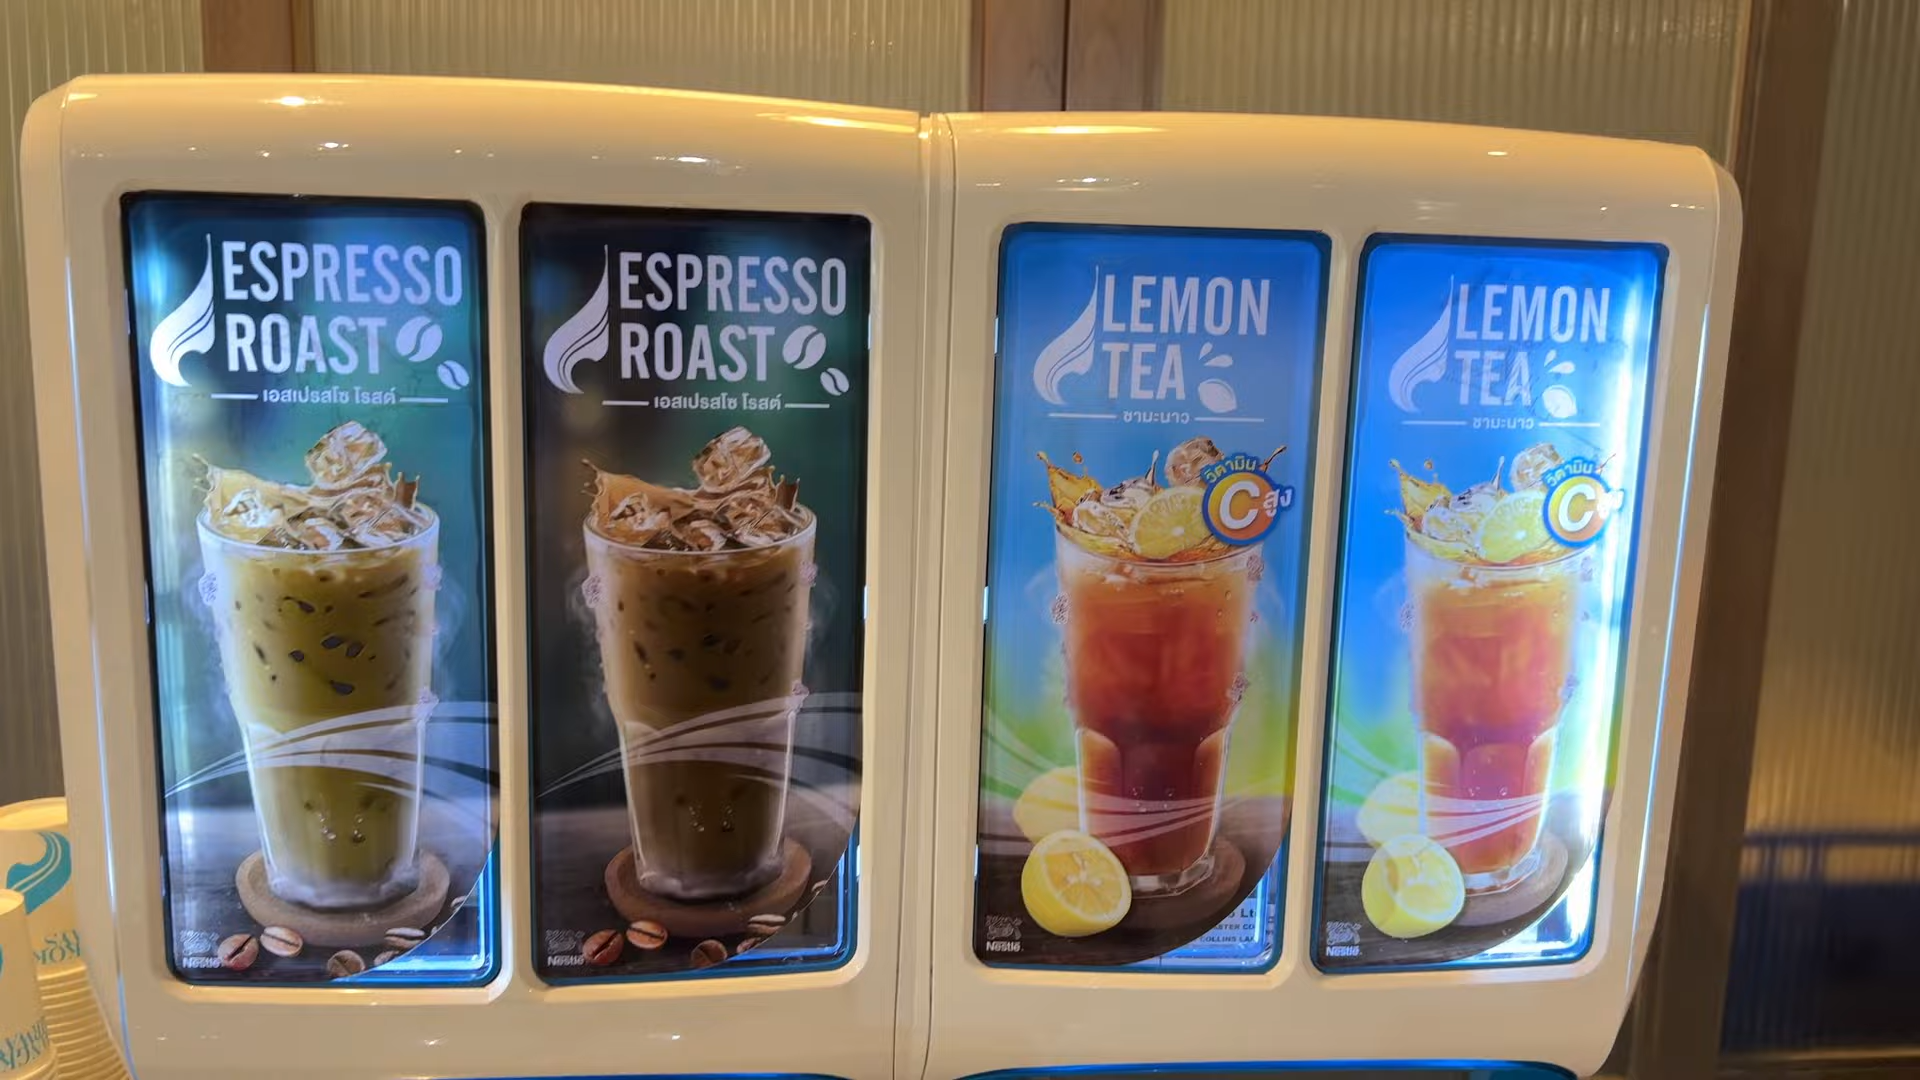 ESPRESSO
ROAST
เอสเปรสโซ โรสต์
Nestlé
ESPRESSO
ROAST
เอสเปรสโซ โรสต์
Nestlé
LEMON
TEA
ชามะนาว
วิตามิน
C สูง
Nestlé
COLLINS
LEMON
TEA
ชามะนาว
วิตามิน
C
Nestlé